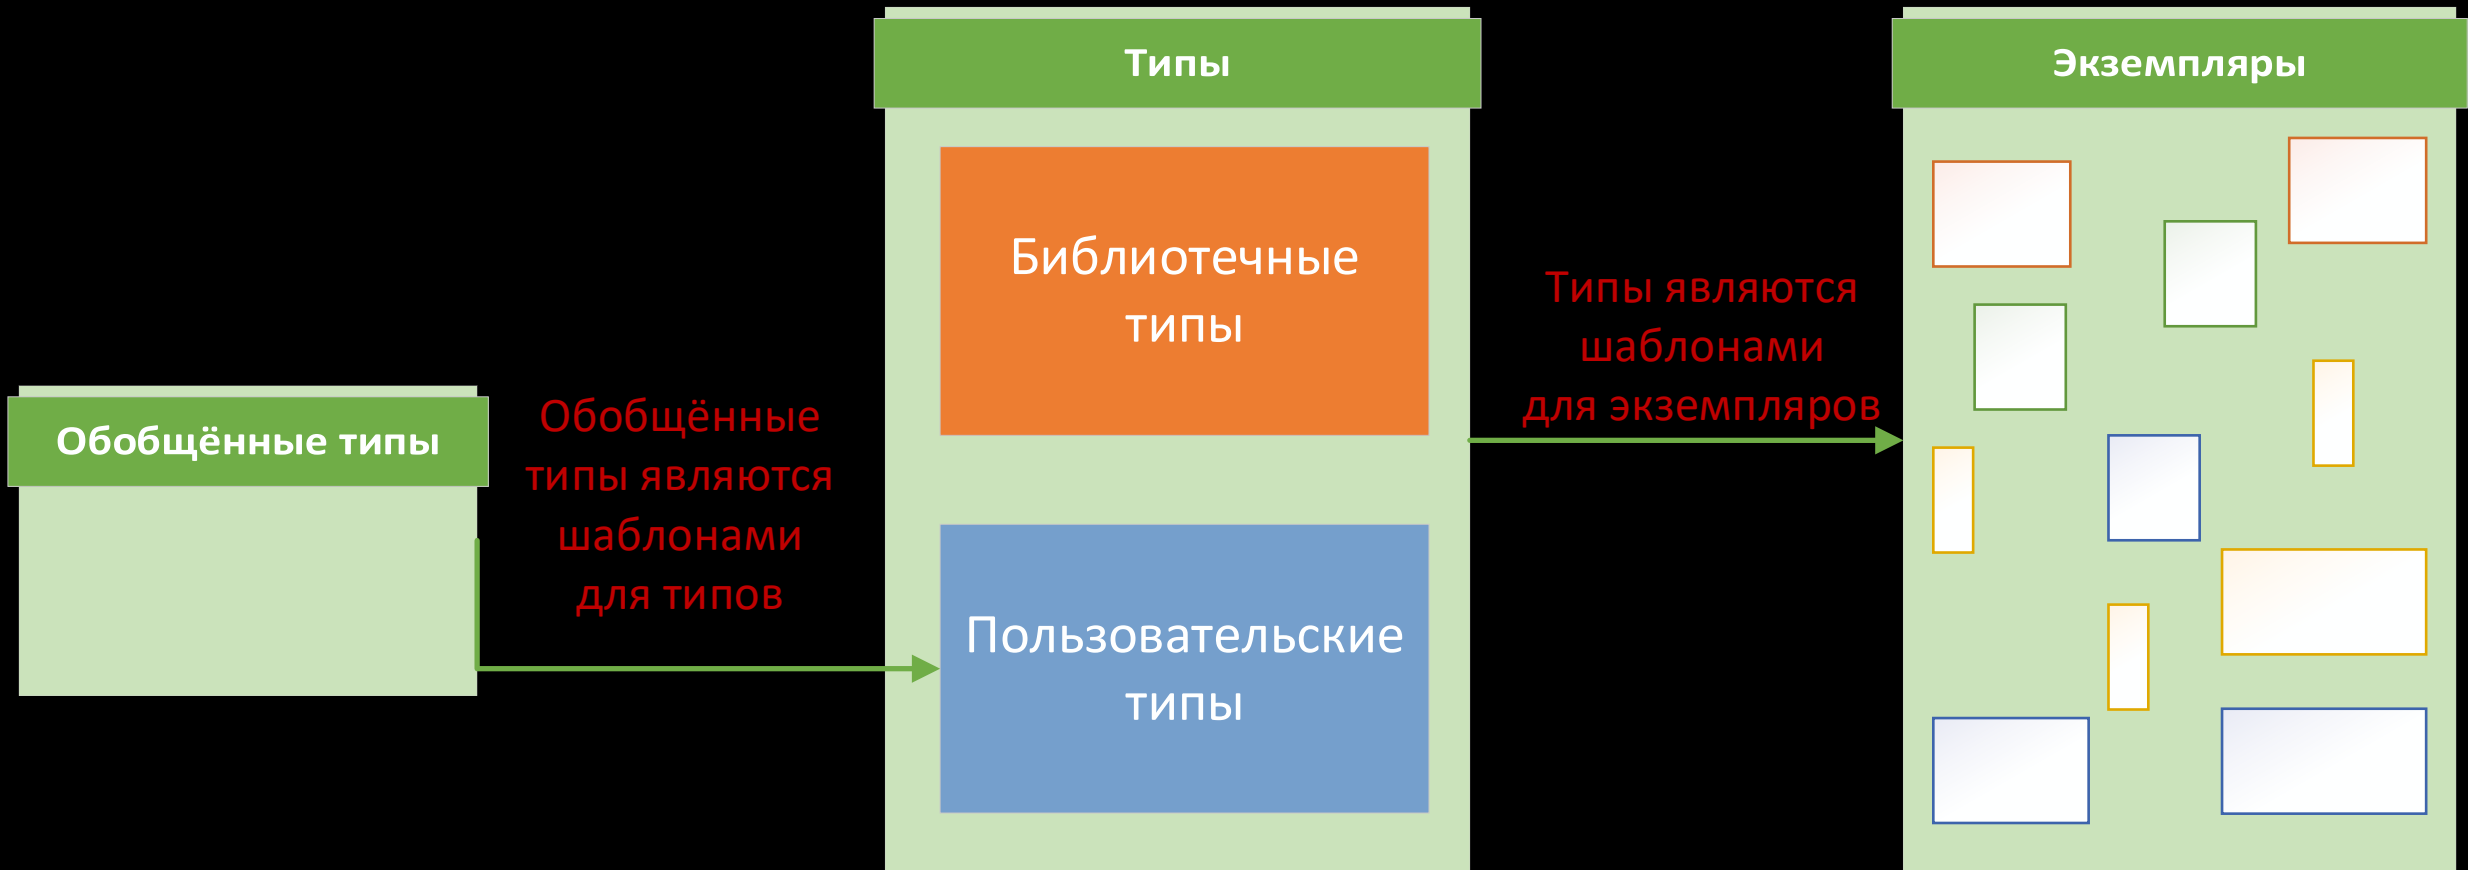 Обобщённые типы
Обобщённые
типы являются
шаблонами
для типов
Типы
Библиотечные
типы
Пользовательские
типы
Типы являются
шаблонами
для экземпляров
Экземпляры